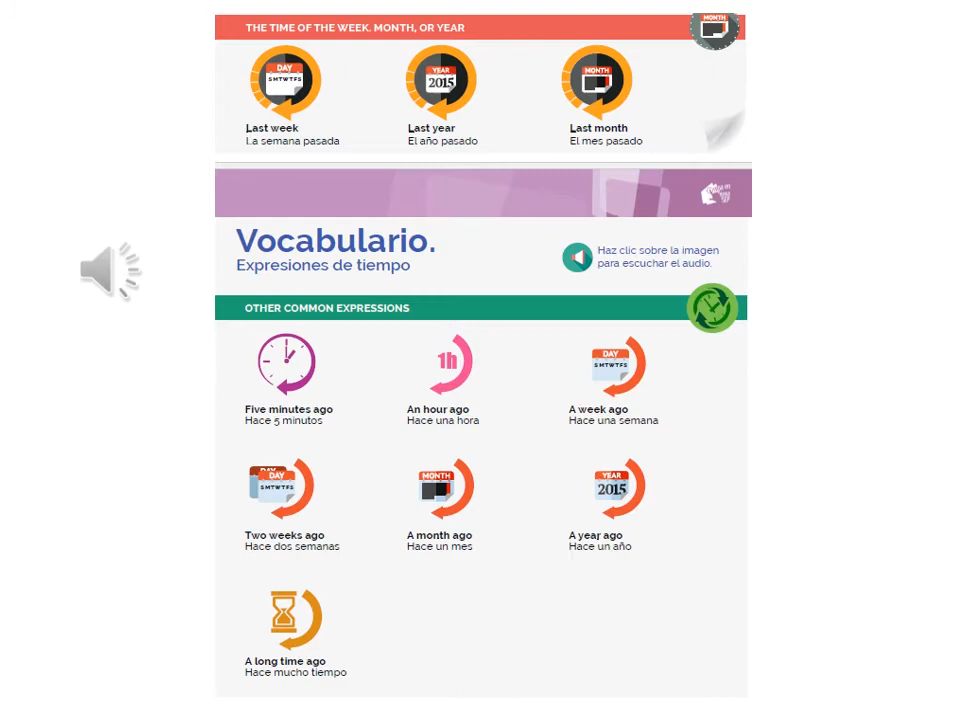 THE TIME OF THE WEEK. MONTH, OR YEAR
MONTH
DAY
SMTWTFS
YEAR
2015
MONTH
Last week
La semana pasada
Last year
El año pasado
Last month
El mes pasado
Vocabulario.
Expresiones de tiempo
Haz clic sobre la imagen
para escuchar el audio.
OTHER COMMON EXPRESSIONS
1h
DAY
SMTWTFS
Five minutes ago
Hace 5 minutos
An hour ago
Hace una hora
A week ago
Hace una semana
DAY
DAY
SMTWTFS
MONTH
YEAR
2015
Two weeks ago
Hace dos semanas
A month ago
Hace un mes
A year ago
Hace un año
A long time ago
Hace mucho tiempo